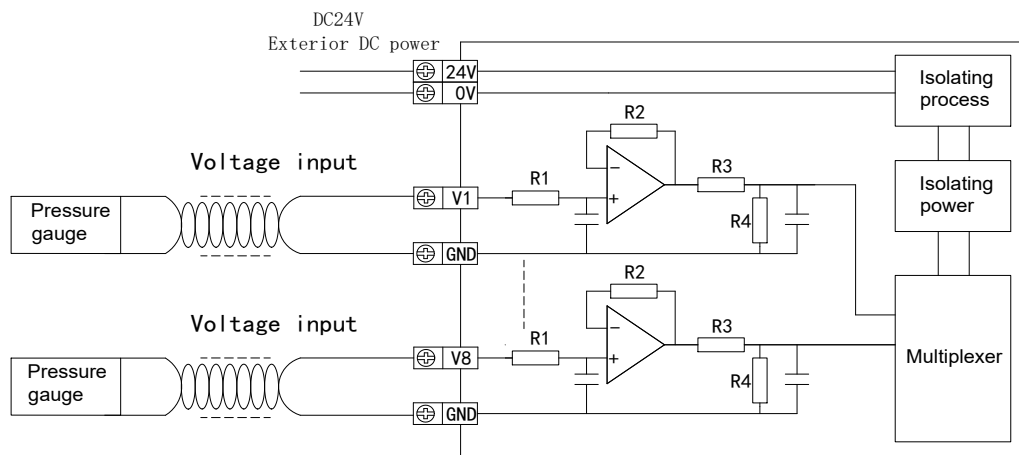 DC24V
Exterior DC power
24V
0V
Isolating
process
R2
Voltage input
R1
−
+
R3
V1
Pressure
gauge
Isolating
power
R4
GND
R2
Voltage input
R1
−
+
R3
V8
Pressure
gauge
Multiplexer
R4
GND